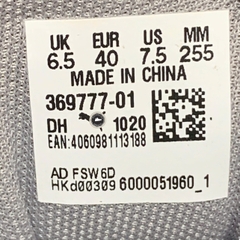 UK EUR US MM
6.5 40 7.5 255
MADE IN CHINA
369777-01
DH 1020
EAN:4060981113188
AD FSW6D
HKd00309 6000051960_1